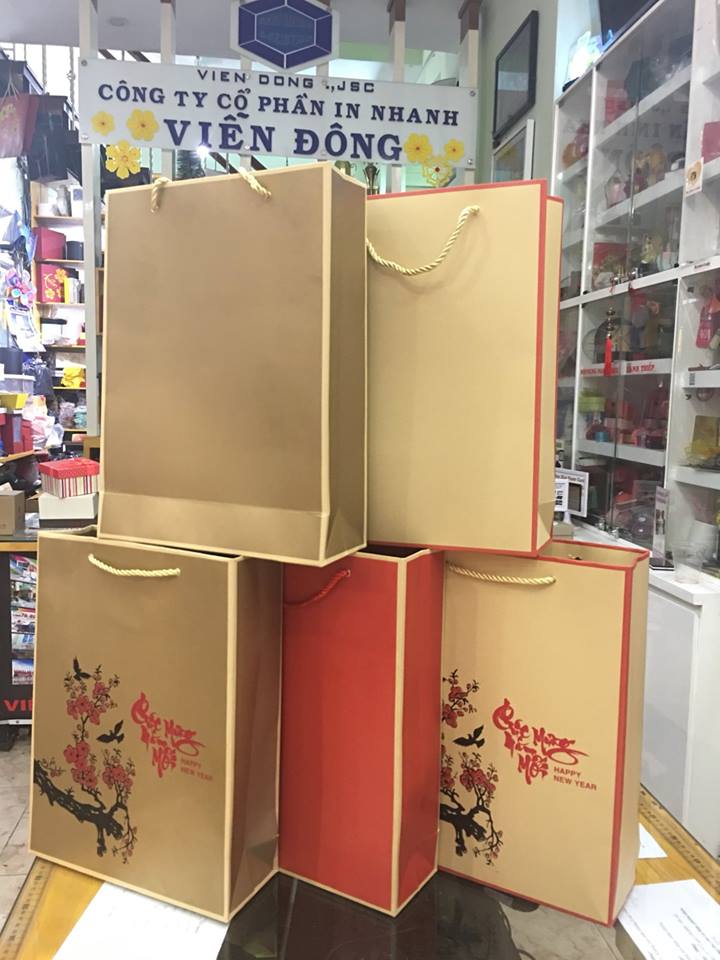 VIEN DONG .,JSC
CÔNG TY CỔ PHẦN IN NHANH
VIỄN ĐÔNG
Chúc Mừng
Năm
Mới
HAPPY
NEW YEAR
Chúc Mừng
Năm
Mới
HAPPY
NEW YEAR